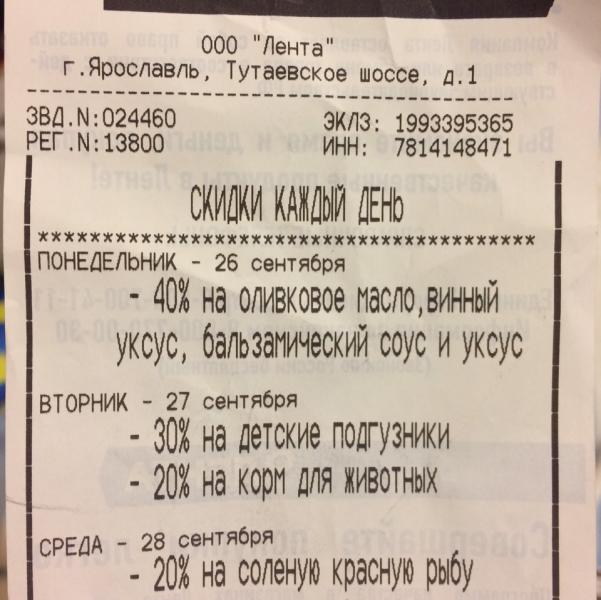 ООО "Лента"
г.Ярославль, Тутаевское шоссе, д.1
ЗВД.N:024460 ЭКЛЗ: 1993395365
РЕГ.N:13800 ИНН: 7814148471
СКИДКИ КАЖДЫЙ ДЕНЬ
******************************************
ПОНЕДЕЛЬНИК - 26 сентября
- 40% на оливковое масло,винный
уксус, бальзамический соус и уксус
ВТОРНИК - 27 сентября
- 30% на детские подгузники
- 20% на корм для животных
СРЕДА - 28 сентября
- 20% на соленую красную рыбу